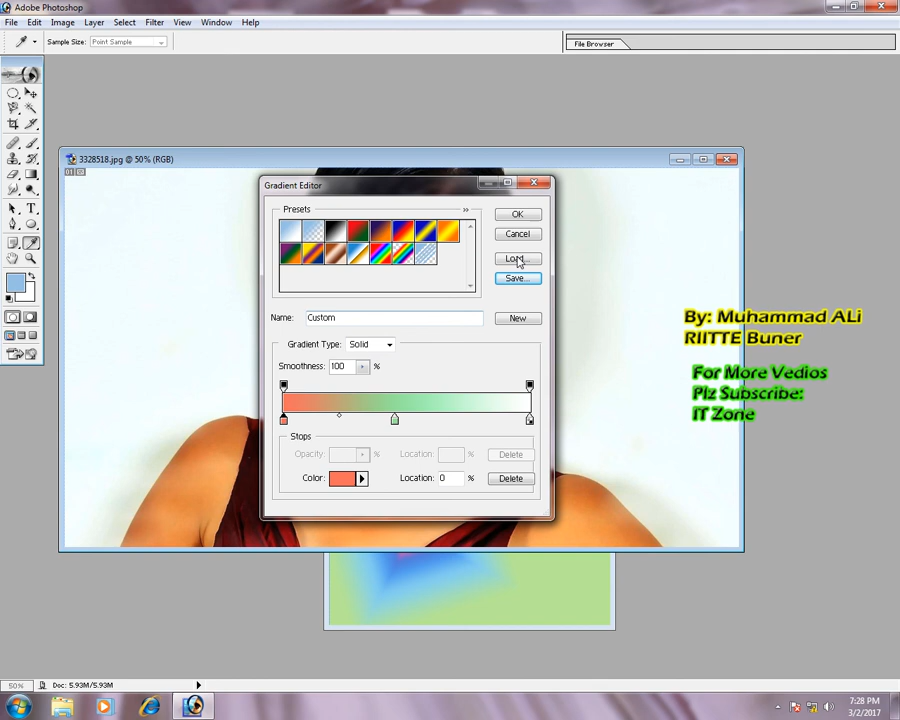 Adobe Photoshop
File Edit Image Layer Select Filter View Window Help
Sample Size: Point Sample
File Browser
3328518.jpg @ 50% (RGB)
01
Gradient Editor
Presets
OK
Cancel
Load...
Save...
Name: Custom
New
Gradient Type: Solid
Smoothness: 100 %
Stops
Opacity: % Location: % Delete
Color: Location: 0 % Delete
By: Muhammad ALi
RIITTE Buner
For More Vedios
Plz Subscribe:
IT Zone
50% Doc: 5.93M/5.93M
7:28 PM
3/2/2017